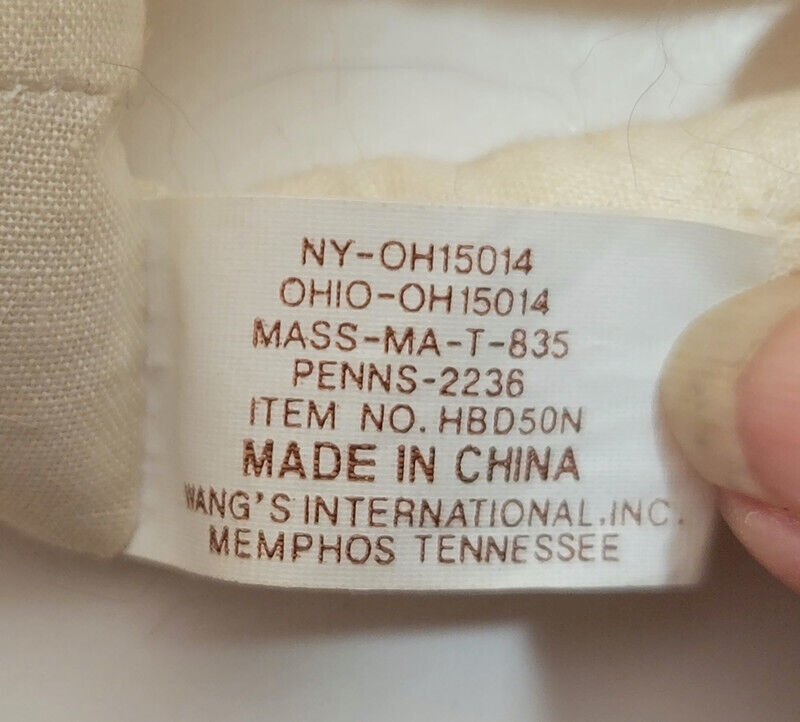 NY-OH15014
OHIO-OH15014
MASS-MA-T-835
PENNS-2236
ITEM NO. HBD50N
MADE IN CHINA
WANG'S INTERNATIONAL.INC.
MEMPHOS TENNESSEE